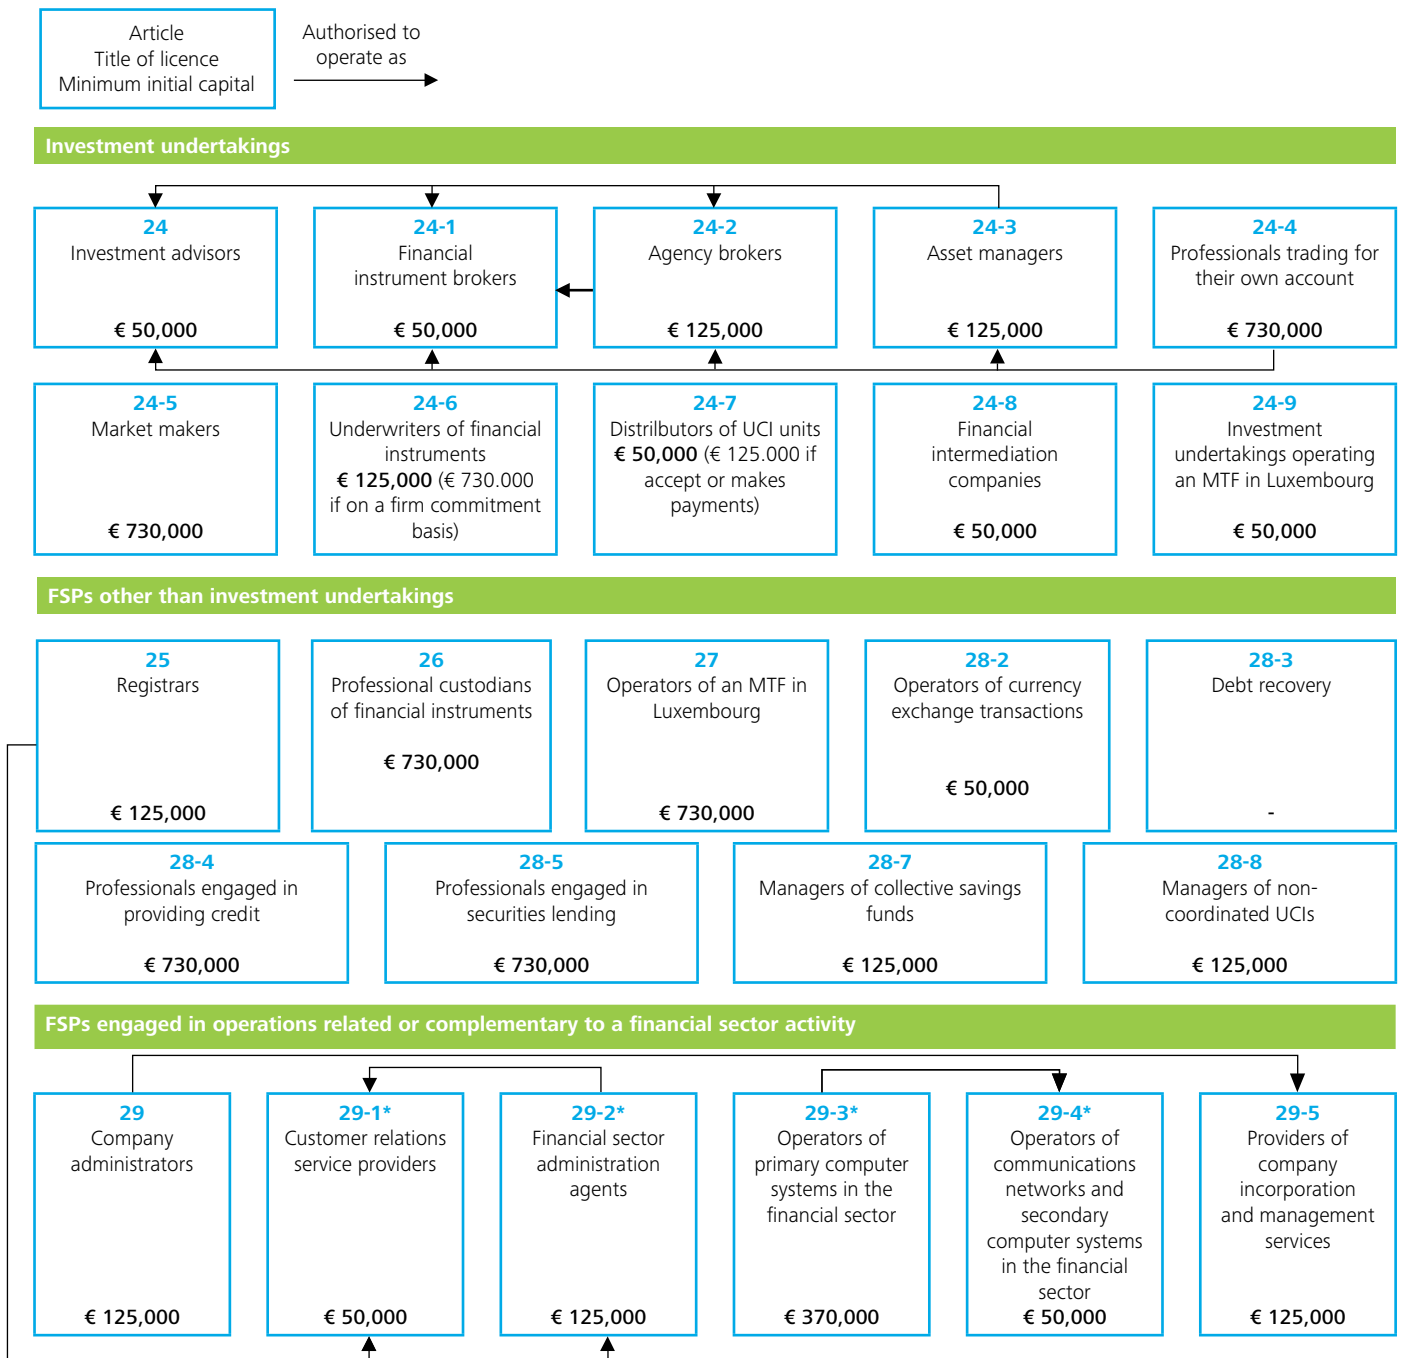 Article
Title of licence
Minimum initial capital
Authorised to
operate as
Investment undertakings
24
Investment advisors
€ 50,000
24-1
Financial
instrument brokers
€ 50,000
24-2
Agency brokers
€ 125,000
24-3
Asset managers
€ 125,000
24-4
Professionals trading for
their own account
€ 730,000
24-5
Market makers
€ 730,000
24-6
Underwriters of financial
instruments
€ 125,000 (€ 730.000
if on a firm commitment
basis)
24-7
Distrilbutors of UCI units
€ 50,000 (€ 125.000 if
accept or makes
payments)
24-8
Financial
intermediation
companies
€ 50,000
24-9
Investment
undertakings operating
an MTF in Luxembourg
€ 50,000
FSPs other than investment undertakings
25
Registrars
€ 125,000
26
Professional custodians
of financial instruments
€ 730,000
27
Operators of an MTF in
Luxembourg
€ 730,000
28-2
Operators of currency
exchange transactions
€ 50,000
28-3
Debt recovery
-
28-4
Professionals engaged in
providing credit
€ 730,000
28-5
Professionals engaged in
securities lending
€ 730,000
28-7
Managers of collective savings
funds
€ 125,000
28-8
Managers of non-
coordinated UCIs
€ 125,000
FSPs engaged in operations related or complementary to a financial sector activity
29
Company
administrators
€ 125,000
29-1*
Customer relations
service providers
€ 50,000
29-2*
Financial sector
administration
agents
€ 125,000
29-3*
Operators of
primary computer
systems in the
financial sector
€ 370,000
29-4*
Operators of
communications
networks and
secondary
computer systems
in the financial
sector
€ 50,000
29-5
Providers of
company
incorporation
and management
services
€ 125,000